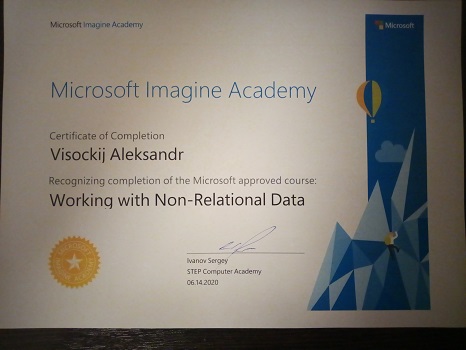 Microsoft Imagine Academy
Microsoft
Microsoft Imagine Academy
Certificate of Completion
Visockij Aleksandr
Recognizing completion of the Microsoft approved course:
Working with Non-Relational Data
Ivanov Sergey
STEP Computer Academy
06.14.2020